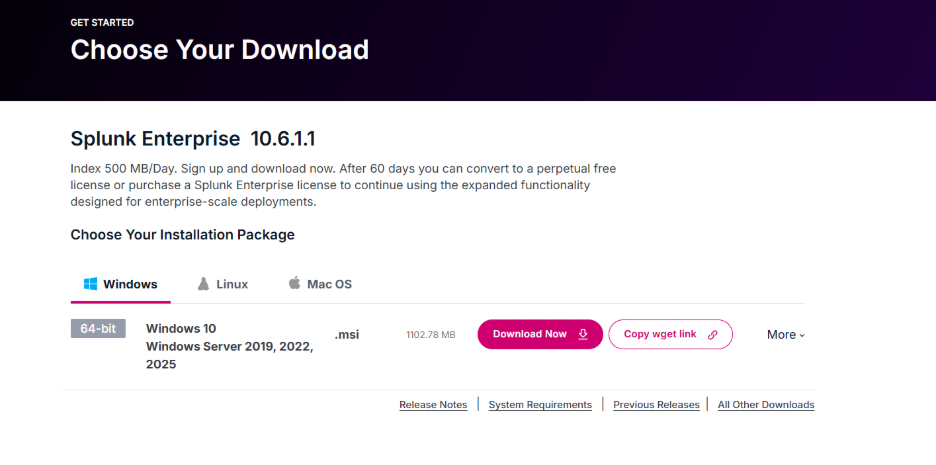 GET STARTED
Choose Your Download
Splunk Enterprise 10.6.1.1
Index 500 MB/Day. Sign up and download now. After 60 days you can convert to a perpetual free
license or purchase a Splunk Enterprise license to continue using the expanded functionality
designed for enterprise-scale deployments.
Choose Your Installation Package
Windows Linux Mac OS
64-bit Windows 10 .msi 1102.78 MB Download Now Copy wget link More
Windows Server 2019, 2022,
2025
Release Notes | System Requirements | Previous Releases | All Other Downloads